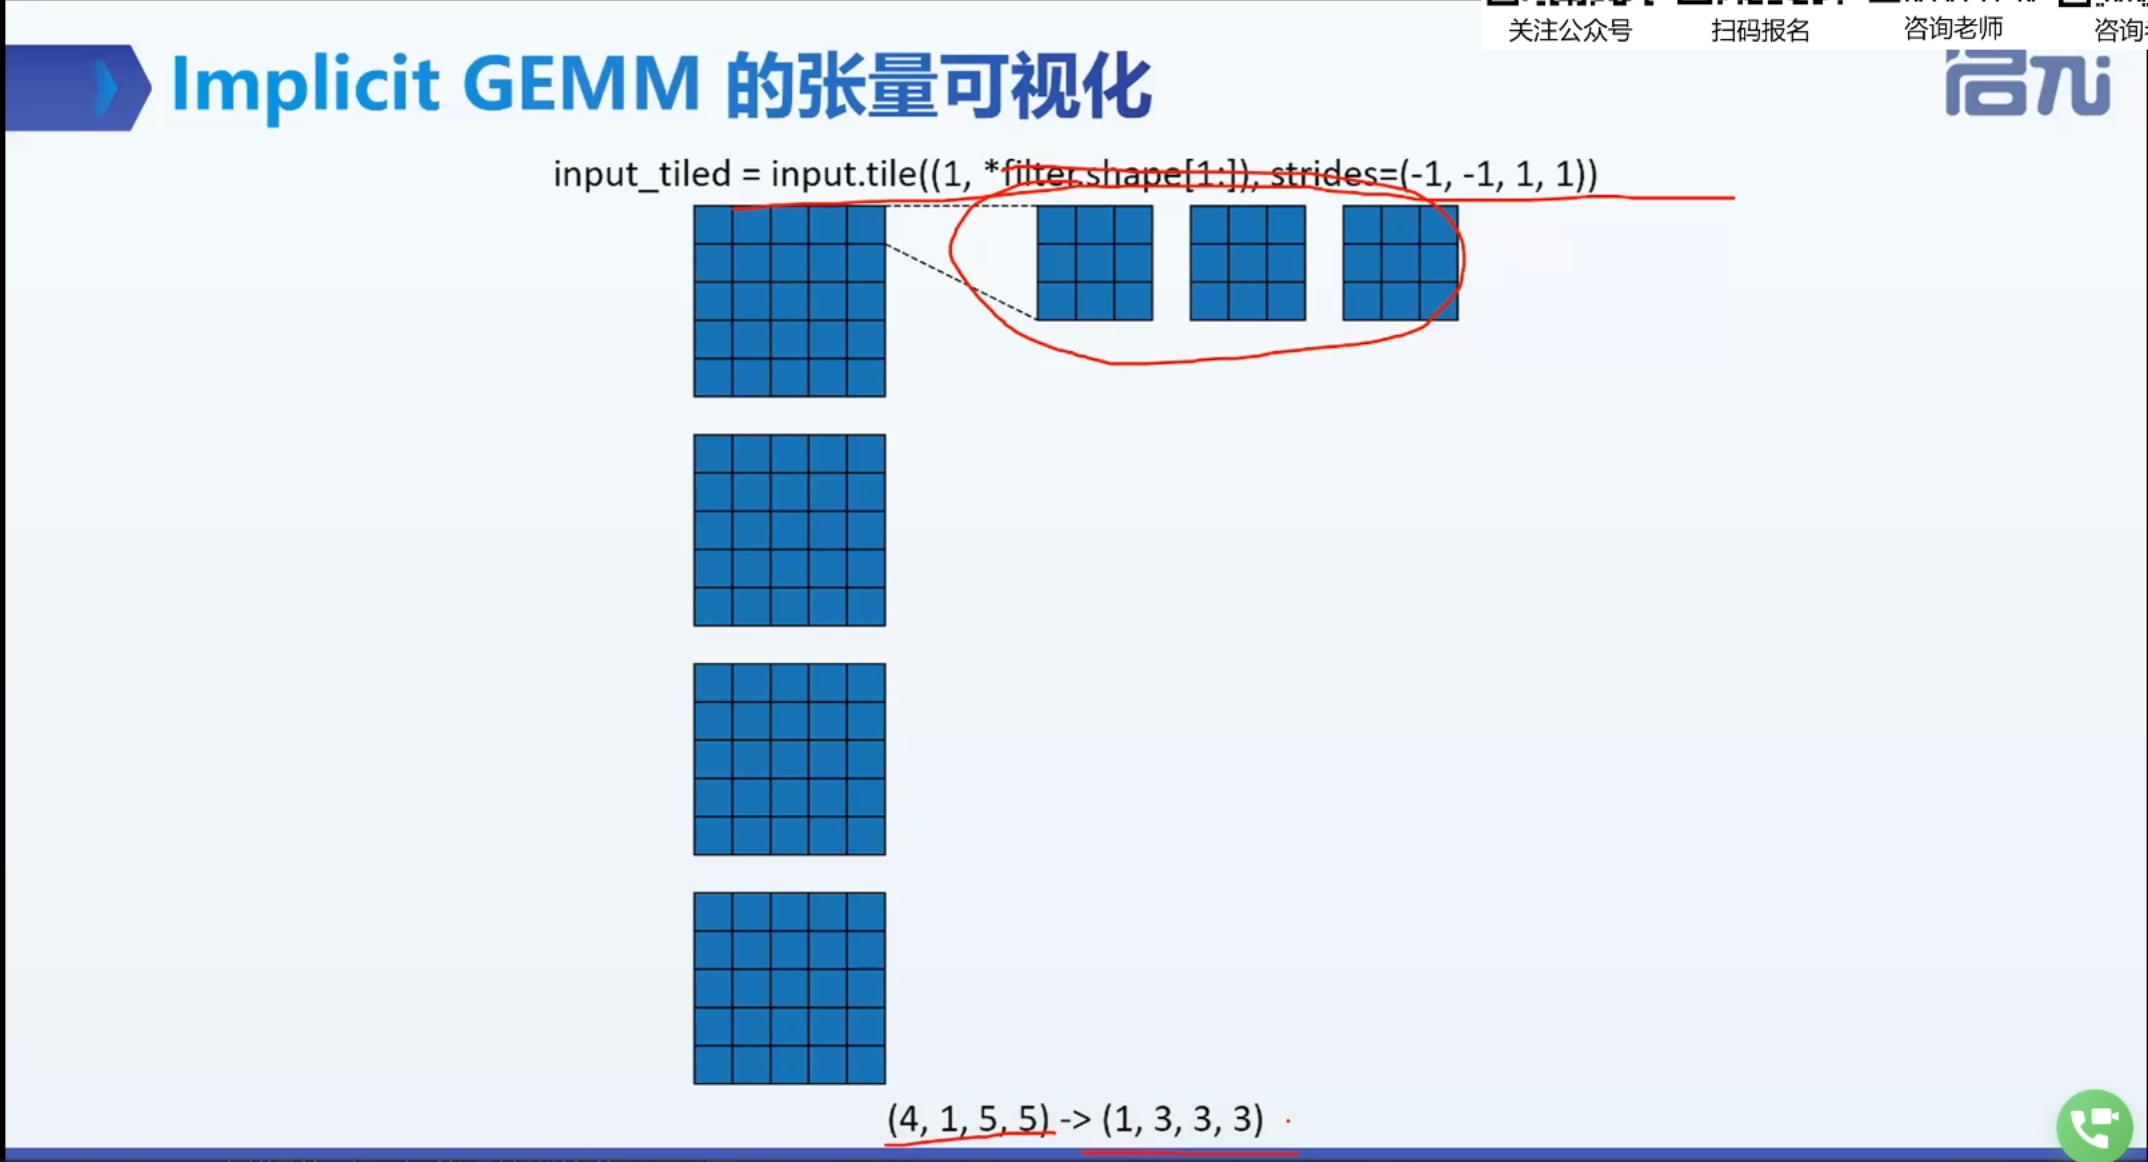 关注公众号
扫码报名
咨询老师
咨询
Implicit GEMM 的张量可视化
启元
input_tiled = input.tile((1, *filter.shape[1:]), strides=(-1, -1, 1, 1))
(4, 1, 5, 5) -> (1, 3, 3, 3)